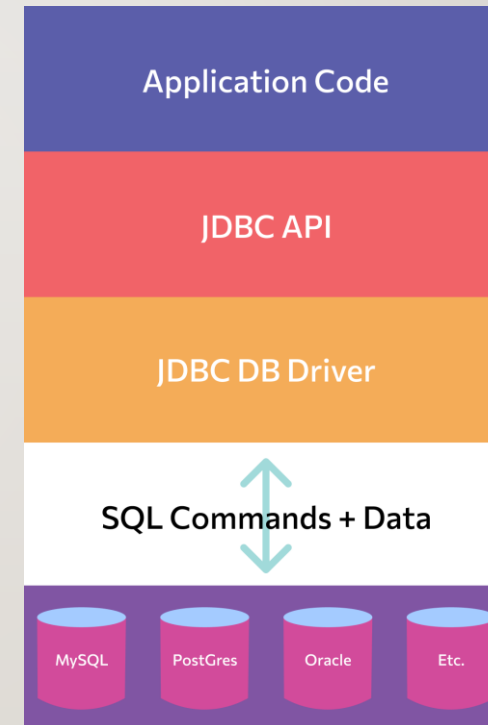 Application Code
JDBC API
JDBC DB Driver
SQL Commands + Data
MySQL
PostGres
Oracle
Etc.